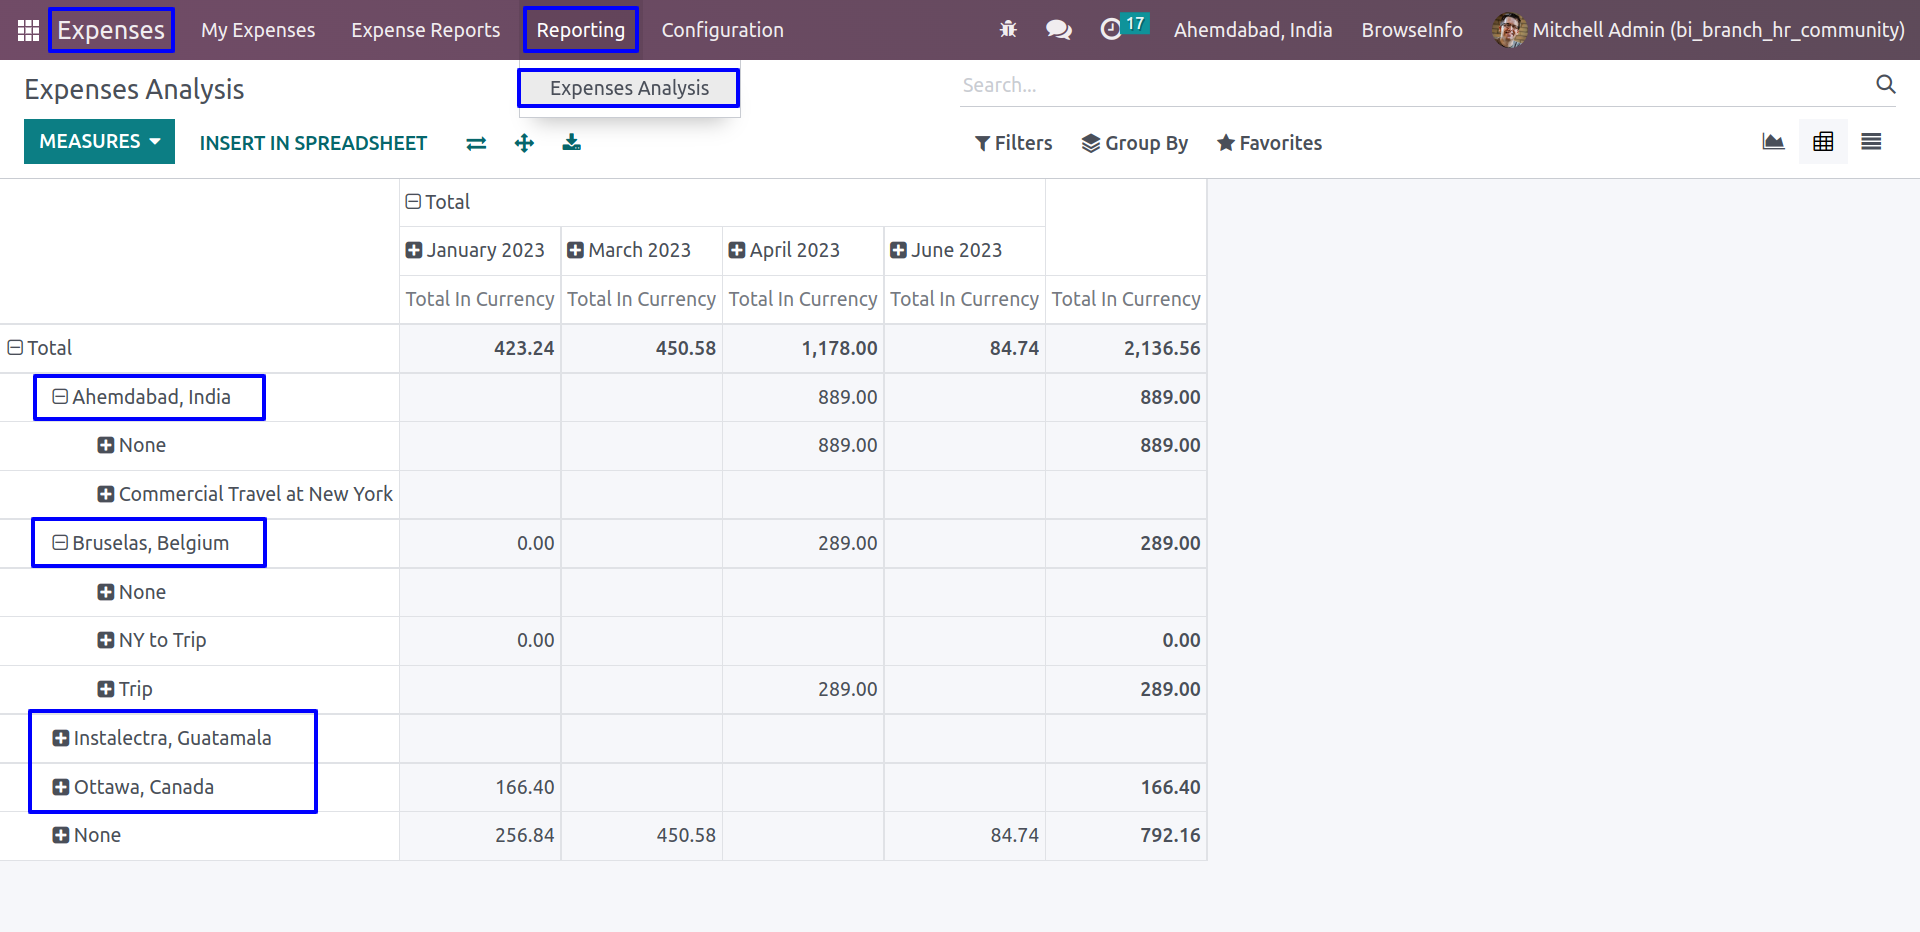 Expenses My Expenses Expense Reports Reporting Configuration 17 Ahemdabad, India BrowseInfo Mitchell Admin (bi_branch_hr_community)
Expenses Analysis
Expenses Analysis
Search...
MEASURES INSERT IN SPREADSHEET Filters Group By Favorites
Total
January 2023 March 2023 April 2023 June 2023
Total In Currency Total In Currency Total In Currency Total In Currency Total In Currency
Total 423.24 450.58 1,178.00 84.74 2,136.56
Ahemdabad, India 889.00 889.00
None 889.00 889.00
Commercial Travel at New York
Bruselas, Belgium 0.00 289.00 289.00
None
NY to Trip 0.00 0.00
Trip 289.00 289.00
Instalectra, Guatamala
Ottawa, Canada 166.40 166.40
None 256.84 450.58 84.74 792.16